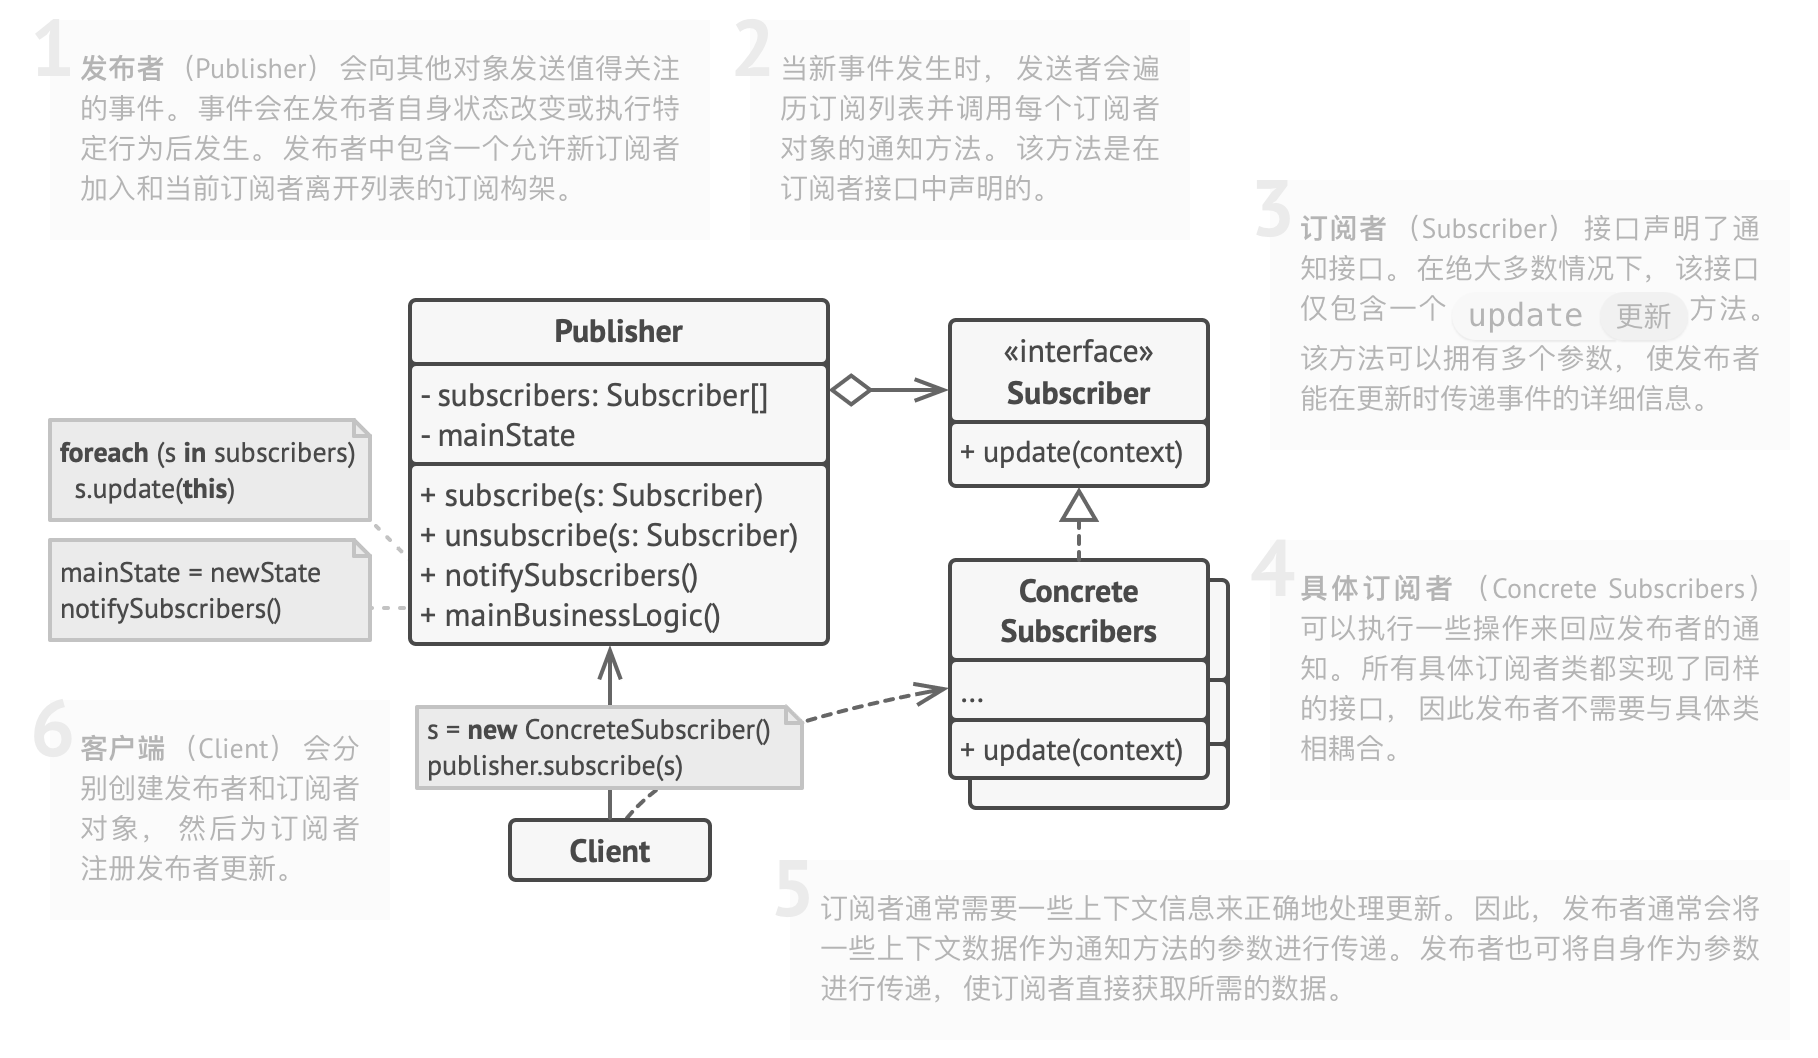 1
发布者（Publisher） 会向其他对象发送值得关注
的事件。 事件会在发布者自身状态改变或执行特
定行为后发生。 发布者中包含一个允许新订阅者
加入和当前订阅者离开列表的订阅构架。
2
当新事件发生时， 发送者会遍
历订阅列表并调用每个订阅者
对象的通知方法。 该方法是在
订阅者接口中声明的。
3
订阅者（Subscriber） 接口声明了通
知接口。 在绝大多数情况下， 该接口
仅包含一个 update 更新 方法。
该方法可以拥有多个参数， 使发布者
能在更新时传递事件的详细信息。
Publisher
- subscribers: Subscriber[]
- mainState
+ subscribe(s: Subscriber)
+ unsubscribe(s: Subscriber)
+ notifySubscribers()
+ mainBusinessLogic()
«interface»
Subscriber
+ update(context)
foreach (s in subscribers)
s.update(this)
mainState = newState
notifySubscribers()
Concrete
Subscribers
...
+ update(context)
4
具体订阅者（Concrete Subscribers）
可以执行一些操作来回应发布者的通
知。 所有具体订阅者类都实现了同样
的接口， 因此发布者不需要与具体类
相耦合。
6
客户端（Client） 会分
别创建发布者和订阅者
对象， 然后为订阅者
注册发布者更新。
s = new ConcreteSubscriber()
publisher.subscribe(s)
Client
5
订阅者通常需要一些上下文信息来正确地处理更新。 因此， 发布者通常会将
一些上下文数据作为通知方法的参数进行传递。 发布者也可将自身作为参数
进行传递， 使订阅者直接获取所需的数据。